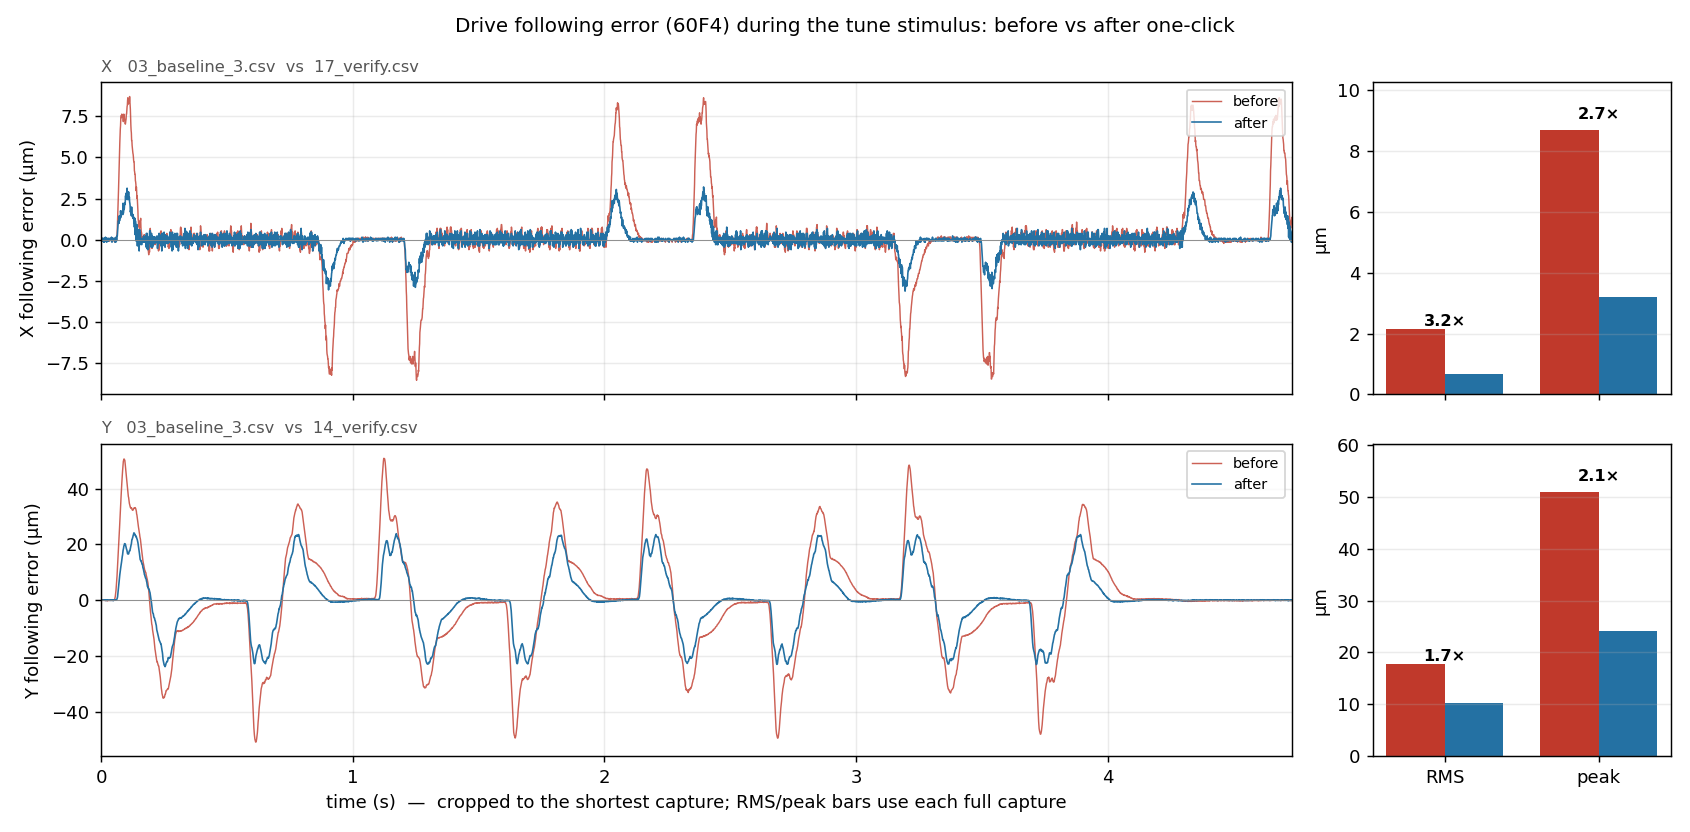 Drive following error (60F4) during the tune stimulus: before vs after one-click
X   03_baseline_3.csv  vs  17_verify.csv
X following error (µm)
7.5
5.0
2.5
0.0
−2.5
−5.0
−7.5
before
after
µm
10
8
6
4
2
0
3.2×
2.7×
Y   03_baseline_3.csv  vs  14_verify.csv
Y following error (µm)
40
20
0
−20
−40
before
after
0
1
2
3
4
time (s)  —  cropped to the shortest capture; RMS/peak bars use each full capture
µm
60
50
40
30
20
10
0
1.7×
2.1×
RMS
peak